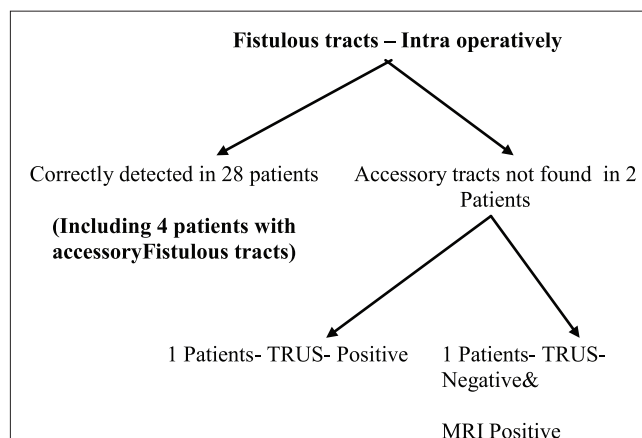 Fistulous tracts – Intra operatively
Correctly detected in 28 patients
(Including 4 patients with
accessoryFistulous tracts)
Accessory tracts not found in 2
Patients
1 Patients- TRUS- Positive
1 Patients- TRUS-
Negative&
MRI Positive